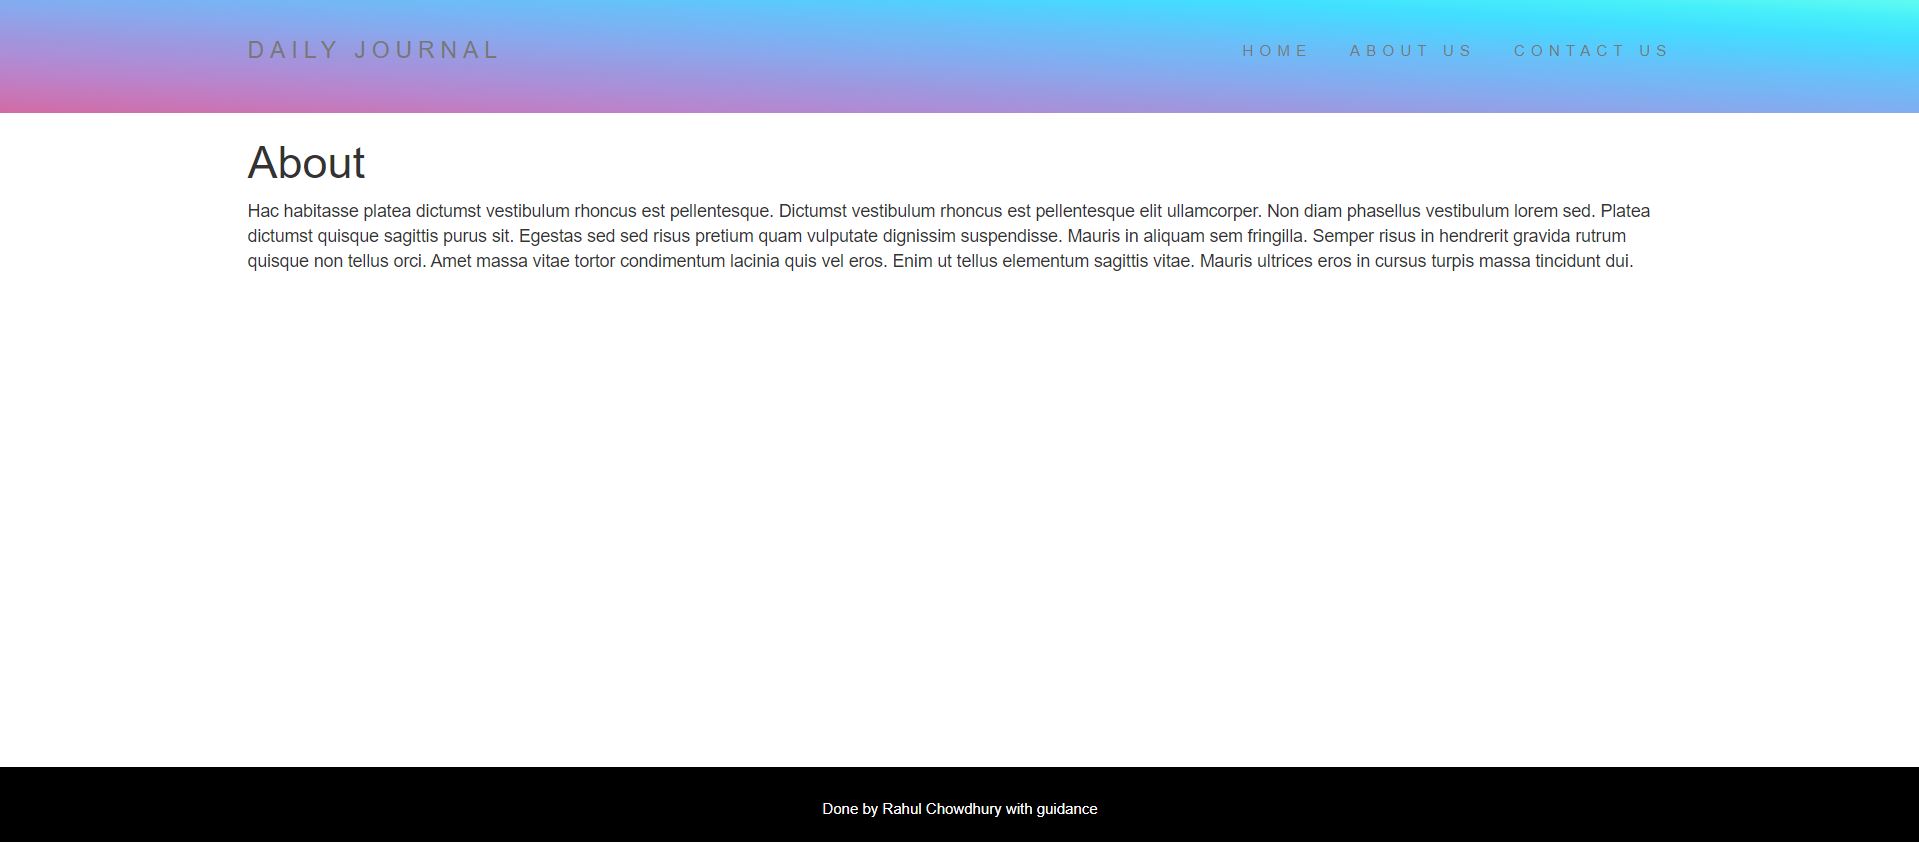 DAILY JOURNAL
HOME ABOUT US CONTACT US
About
Hac habitasse platea dictumst vestibulum rhoncus est pellentesque. Dictumst vestibulum rhoncus est pellentesque elit ullamcorper. Non diam phasellus vestibulum lorem sed. Platea
dictumst quisque sagittis purus sit. Egestas sed sed risus pretium quam vulputate dignissim suspendisse. Mauris in aliquam sem fringilla. Semper risus in hendrerit gravida rutrum
quisque non tellus orci. Amet massa vitae tortor condimentum lacinia quis vel eros. Enim ut tellus elementum sagittis vitae. Mauris ultrices eros in cursus turpis massa tincidunt dui.
Done by Rahul Chowdhury with guidance